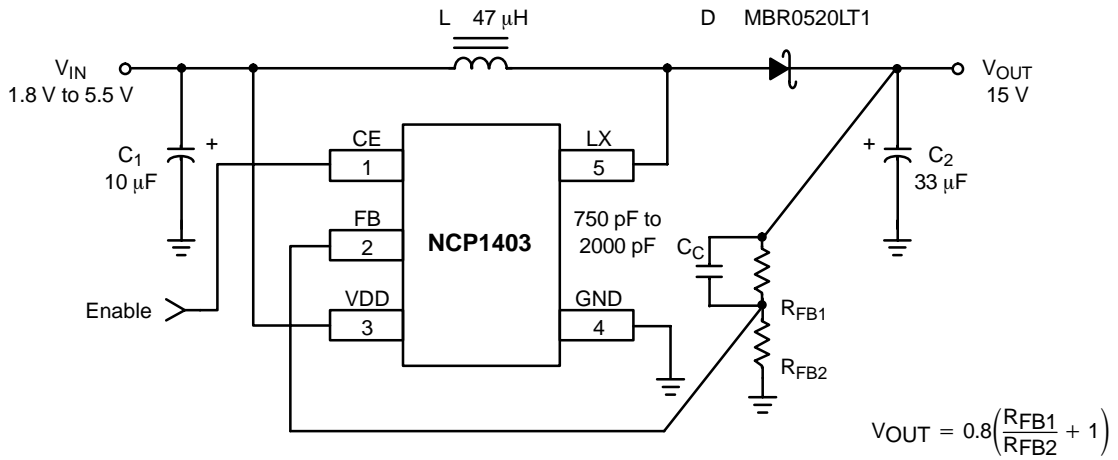 L 47 μH
D MBR0520LT1
VIN
1.8 V to 5.5 V
VOUT
15 V
C1
10 μF
+
CE
1
LX
5
+
C2
33 μF
FB
2
NCP1403
750 pF to
2000 pF
CC
Enable
VDD
3
GND
4
RFB1
RFB2
VOUT = 0.8(RFB1/RFB2 + 1)